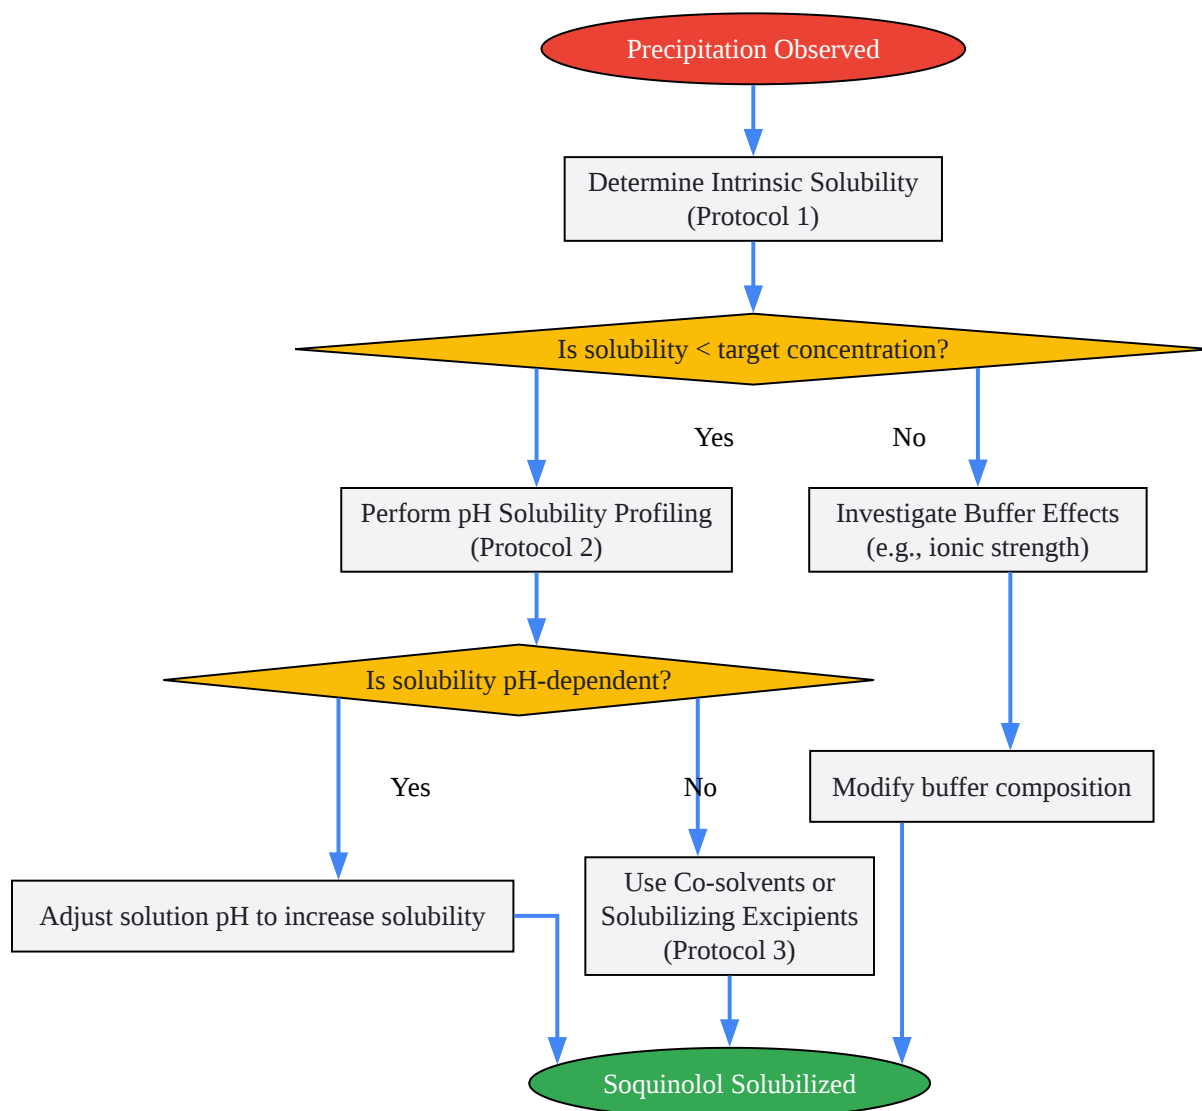 Precipitation Observed
Determine Intrinsic Solubility
(Protocol 1)
Is solubility < target concentration?
Yes
No
Perform pH Solubility Profiling
(Protocol 2)
Investigate Buffer Effects
(e.g., ionic strength)
Is solubility pH-dependent?
Yes
No
Modify buffer composition
Adjust solution pH to increase solubility
Use Co-solvents or
Solubilizing Excipients
(Protocol 3)
Soquinolol Solubilized